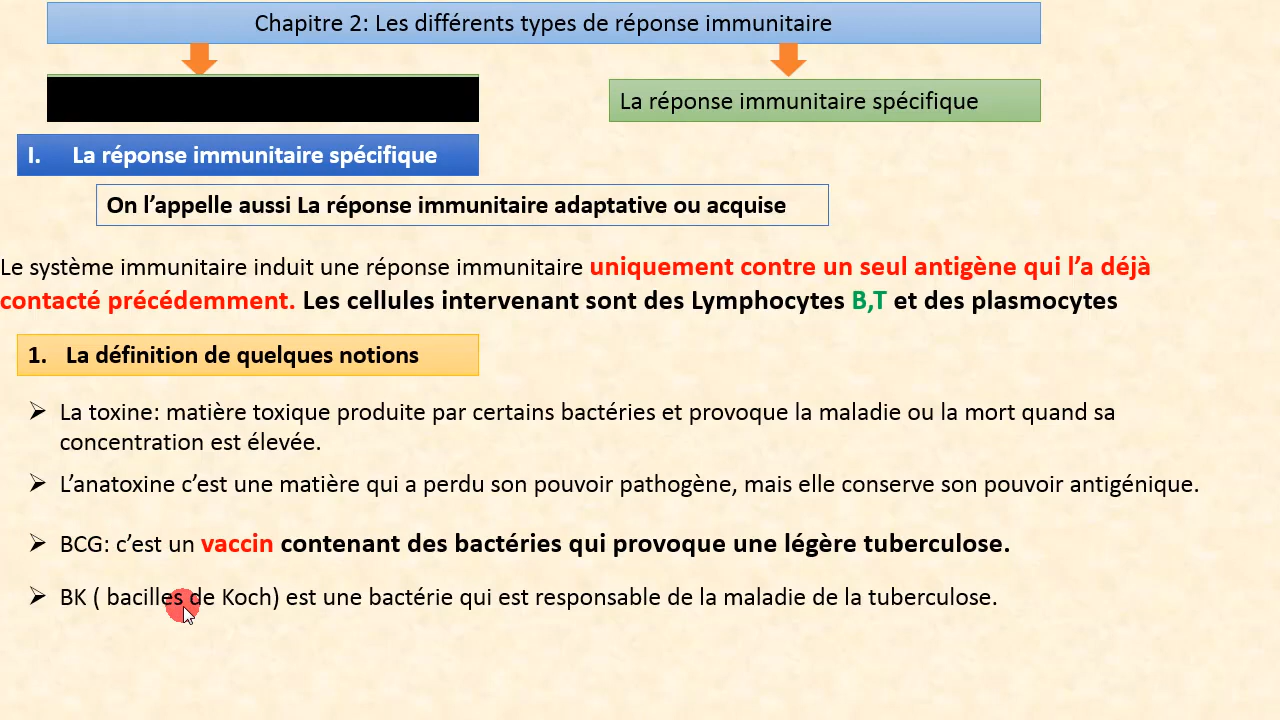 Chapitre 2: Les différents types de réponse immunitaire
La réponse immunitaire spécifique
I. La réponse immunitaire spécifique
On l’appelle aussi La réponse immunitaire adaptative ou acquise
Le système immunitaire induit une réponse immunitaire uniquement contre un seul antigène qui l’a déjà
contacté précédemment. Les cellules intervenant sont des Lymphocytes B,T et des plasmocytes
1. La définition de quelques notions
➢ La toxine: matière toxique produite par certains bactéries et provoque la maladie ou la mort quand sa
concentration est élevée.
➢ L’anatoxine c’est une matière qui a perdu son pouvoir pathogène, mais elle conserve son pouvoir antigénique.
➢ BCG: c’est un vaccin contenant des bactéries qui provoque une légère tuberculose.
➢ BK ( bacilles de Koch) est une bactérie qui est responsable de la maladie de la tuberculose.